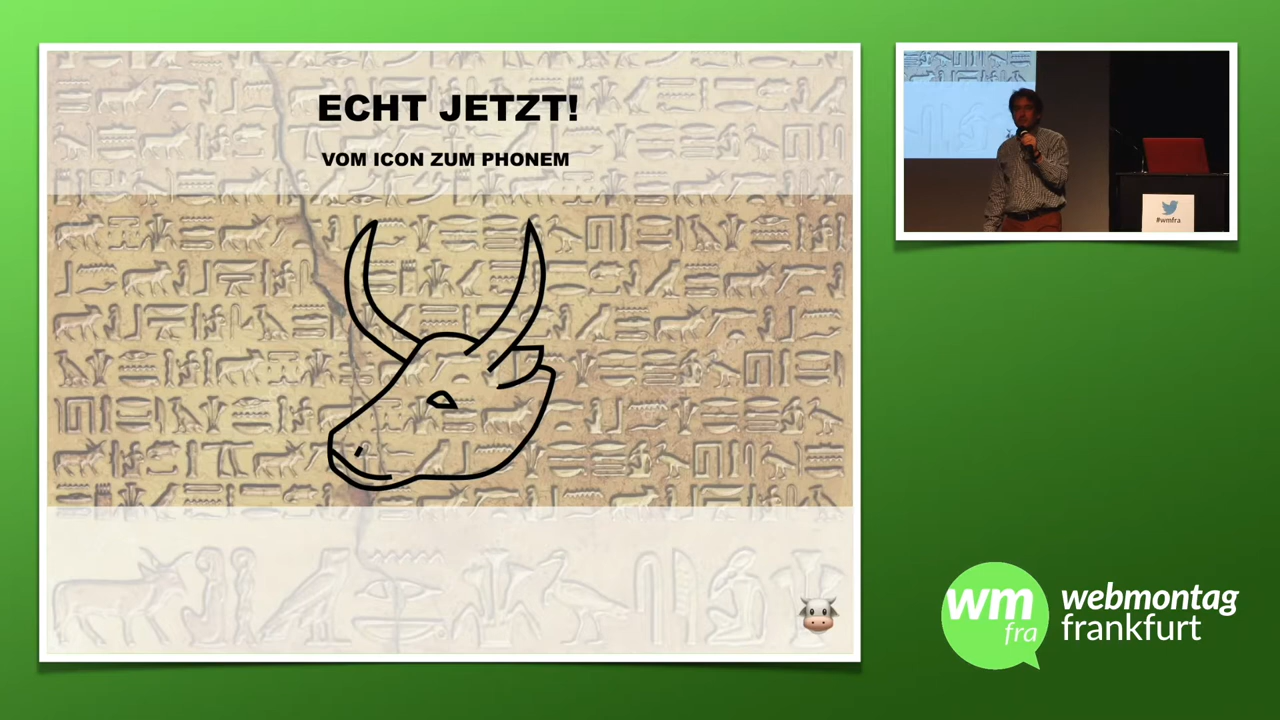 ECHT JETZT!
VOM ICON ZUM PHONEM
#wmfra
wm
fra
webmontag
frankfurt